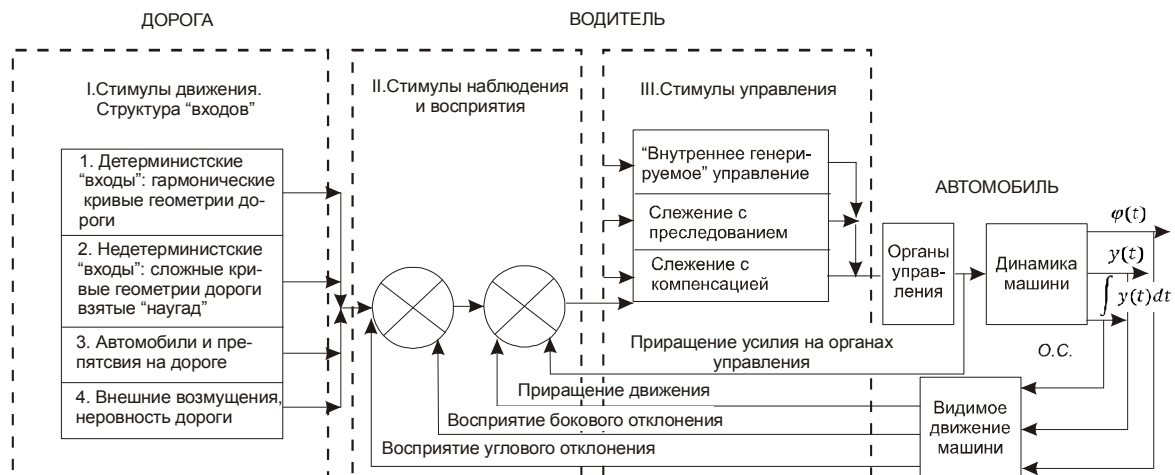 ДОРОГА
ВОДИТЕЛЬ
I.Стимулы движения.
Структура “входов”
1. Детерминистские
“входы”: гармонические
кривые геометрии до-
роги
2. Недетерминистские
“входы”: сложные кри-
вые геометрии дороги
взятые “наугад”
3. Автомобили и пре-
пятсвия на дороге
4. Внешние возмущения,
неровность дороги
II.Стимулы наблюдения
и восприятия
III.Стимулы управления
“Внутреннее генери-
руемое” управление
Слежение с
преследованием
Слежение с
компенсацией
АВТОМОБИЛЬ
Органы
управ-
ления
Динамика
машины
φ(t)
y(t)
∫ y(t)dt
О.С.
Приращение усилия на органах
управления
Приращение движения
Восприятие бокового отклонения
Восприятие углового отклонения
Видимое
движение
машины